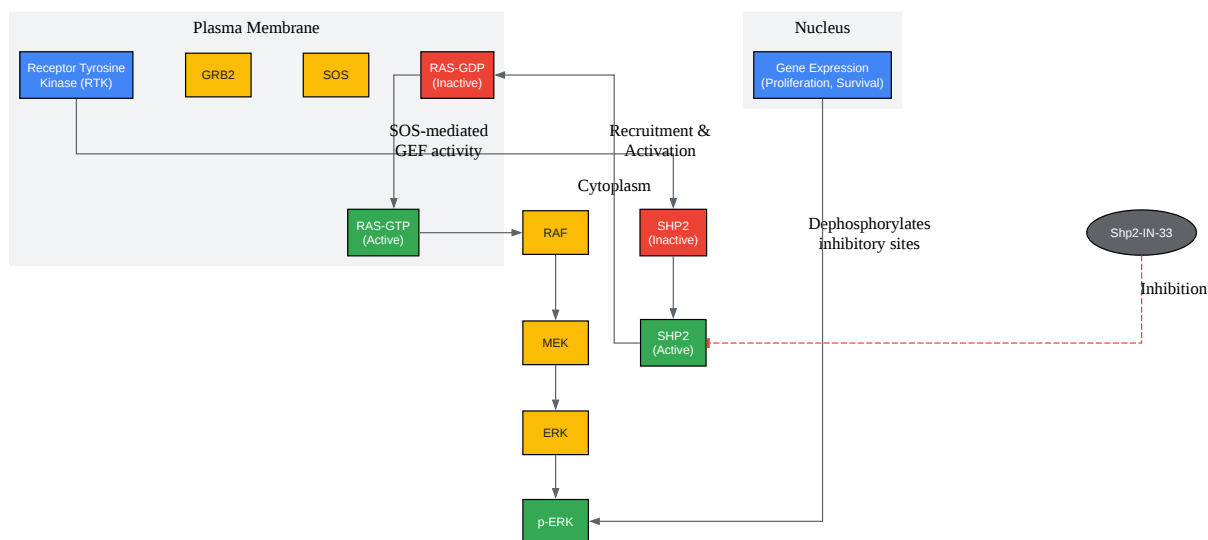 Plasma Membrane
Nucleus
Receptor Tyrosine
Kinase (RTK)
GRB2
SOS
RAS-GDP
(Inactive)
Gene Expression
(Proliferation, Survival)
SOS-mediated
GEF activity
Recruitment &
Activation
Cytoplasm
RAS-GTP
(Active)
RAF
SHP2
(Inactive)
Dephosphorylates
inhibitory sites
Shp2-IN-33
Inhibition
MEK
SHP2
(Active)
ERK
p-ERK